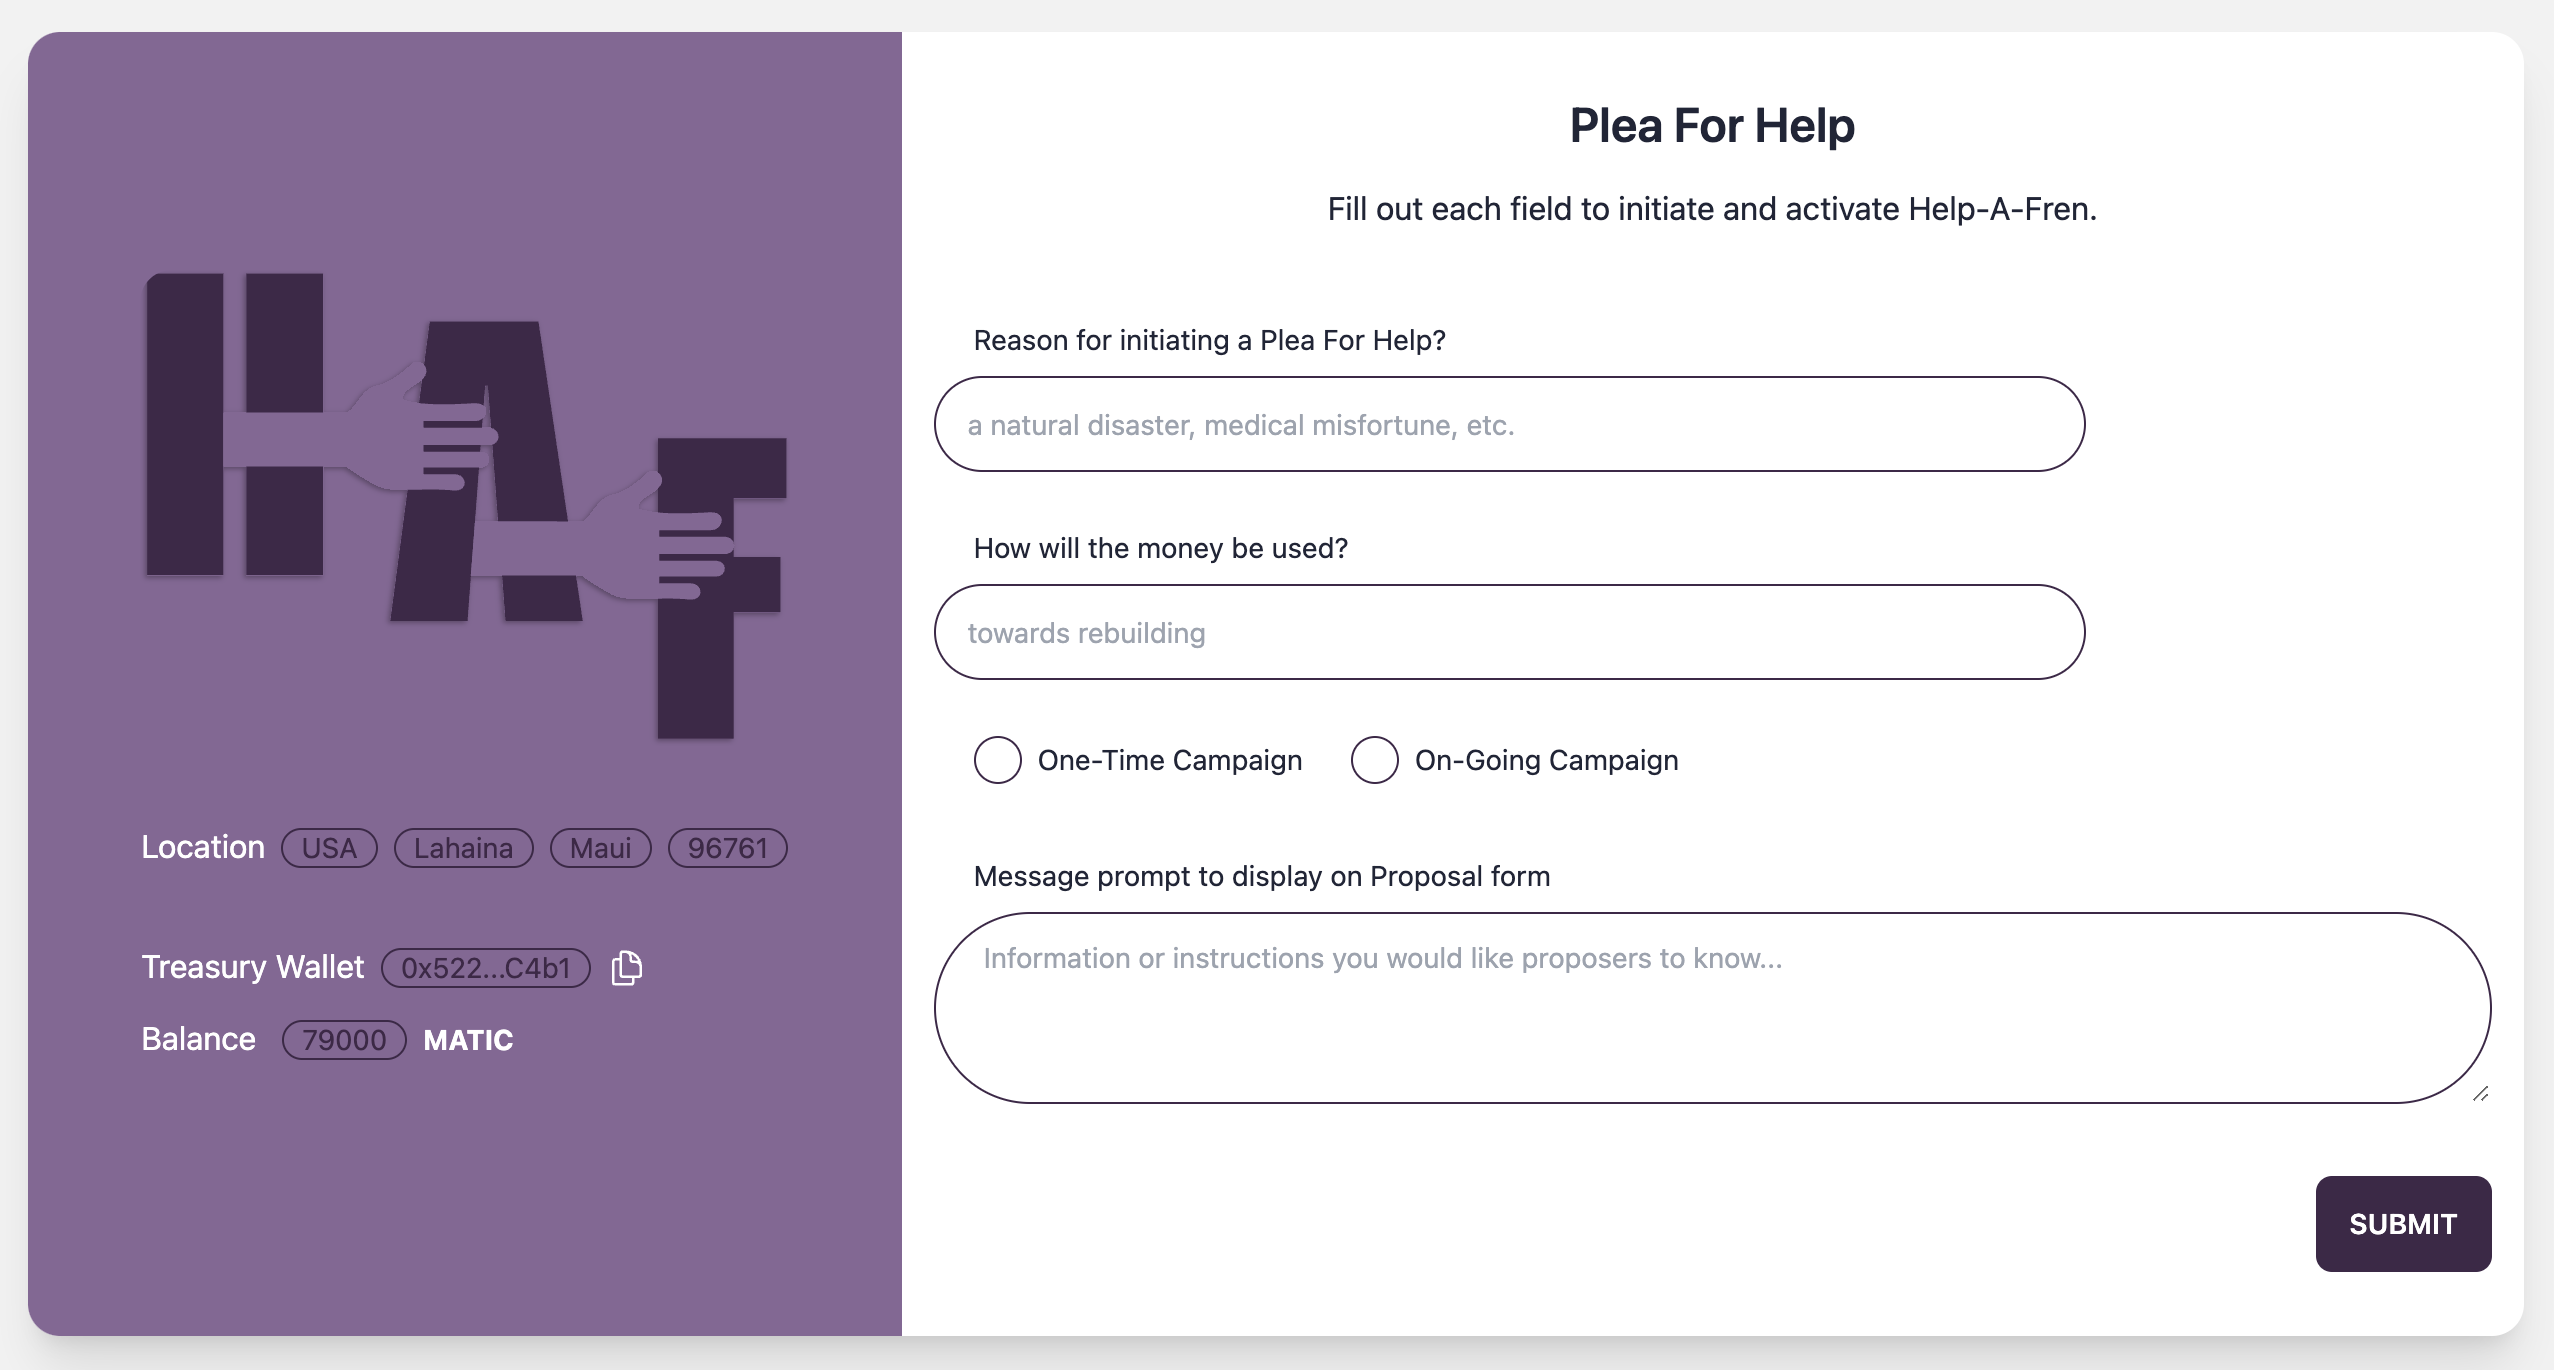 HAF
Location USA Lahaina Maui 96761
Treasury Wallet 0x522...C4b1
Balance 79000 MATIC
Plea For Help
Fill out each field to initiate and activate Help-A-Fren.
Reason for initiating a Plea For Help?
a natural disaster, medical misfortune, etc.
How will the money be used?
towards rebuilding
One-Time Campaign On-Going Campaign
Message prompt to display on Proposal form
Information or instructions you would like proposers to know...
SUBMIT